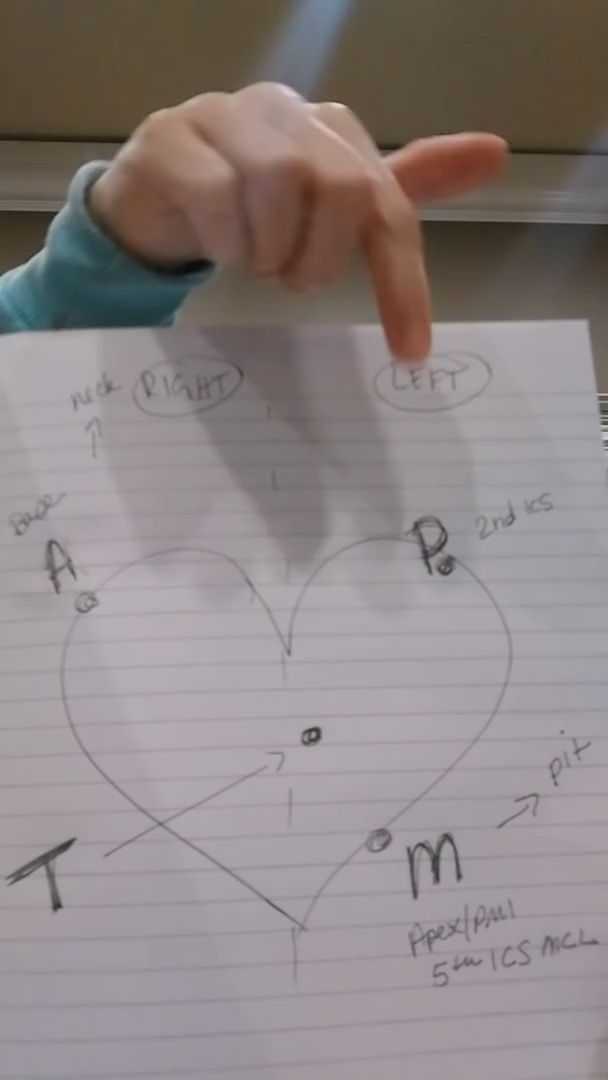 neck RIGHT LEFT
Base
A
P 2nd ICS
T
M
pit
Apex/PMI
5th ICS MCL